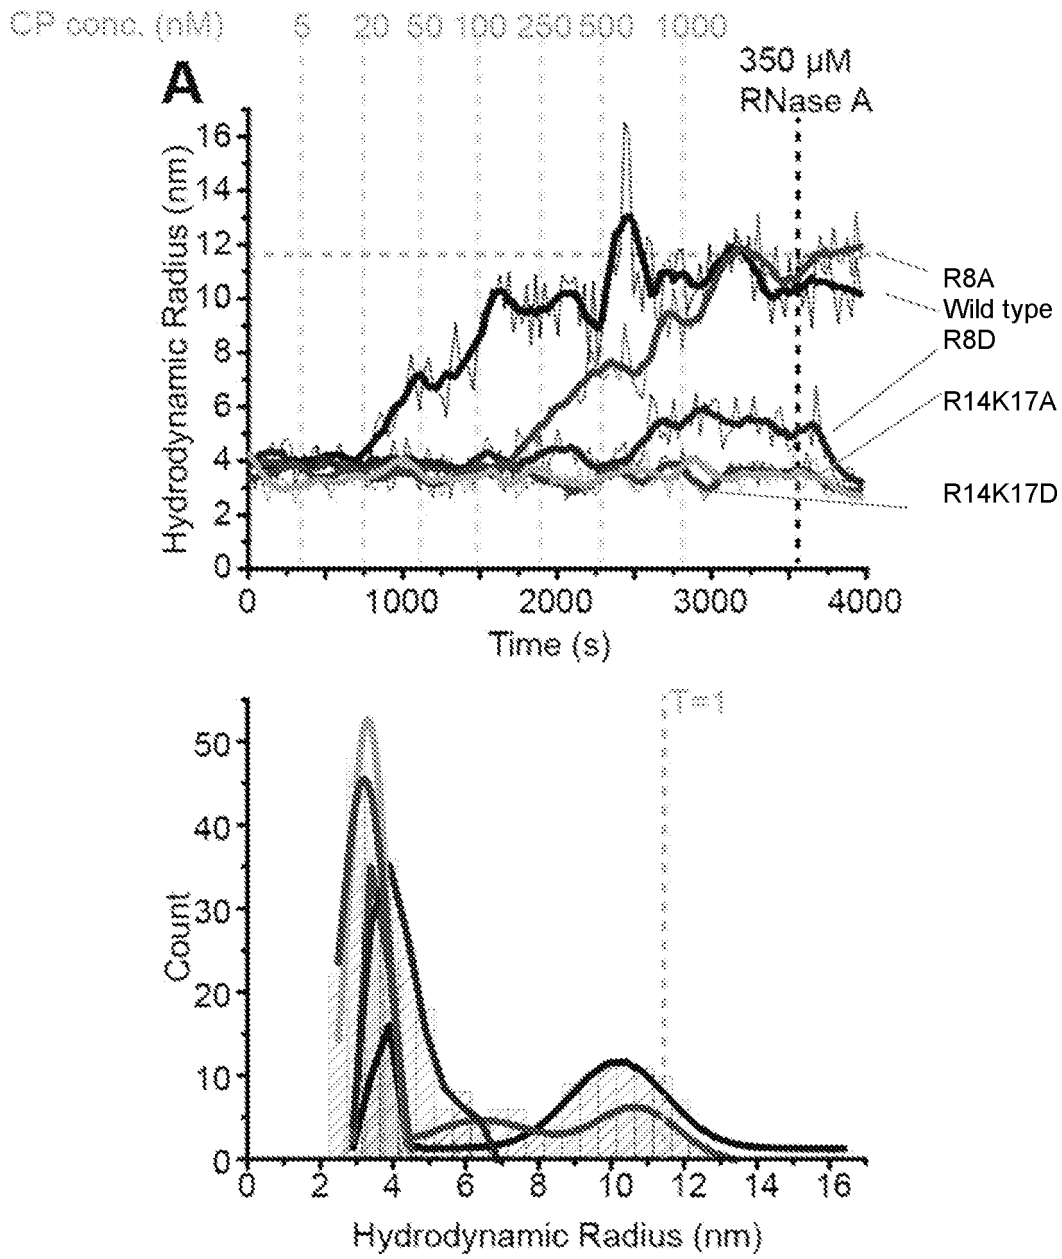 CP conc. (nM) 5 20 50 100 250 500 1000
A
350 µM
RNase A
16
14
12
10
8
6
4
2
0
Hydrodynamic Radius (nm)
R8A
Wild type
R8D
R14K17A
R14K17D
0 1000 2000 3000 4000
Time (s)
T=1
50
40
30
20
10
0
Count
0 2 4 6 8 10 12 14 16
Hydrodynamic Radius (nm)